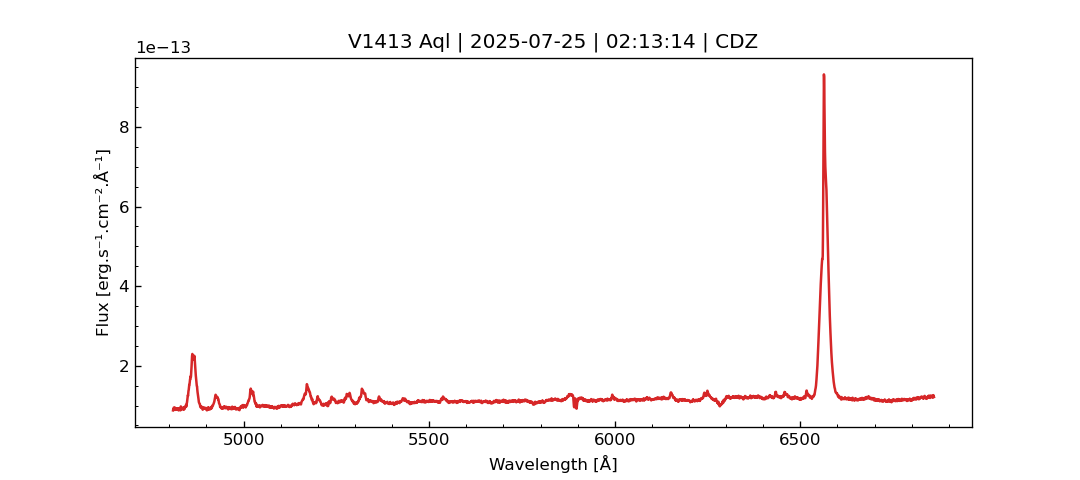 V1413 Aql | 2025-07-25 | 02:13:14 | CDZ
1e−13
8
6
4
2
Flux [erg.s⁻¹.cm⁻².Å⁻¹]
5000 5500 6000 6500
Wavelength [Å]